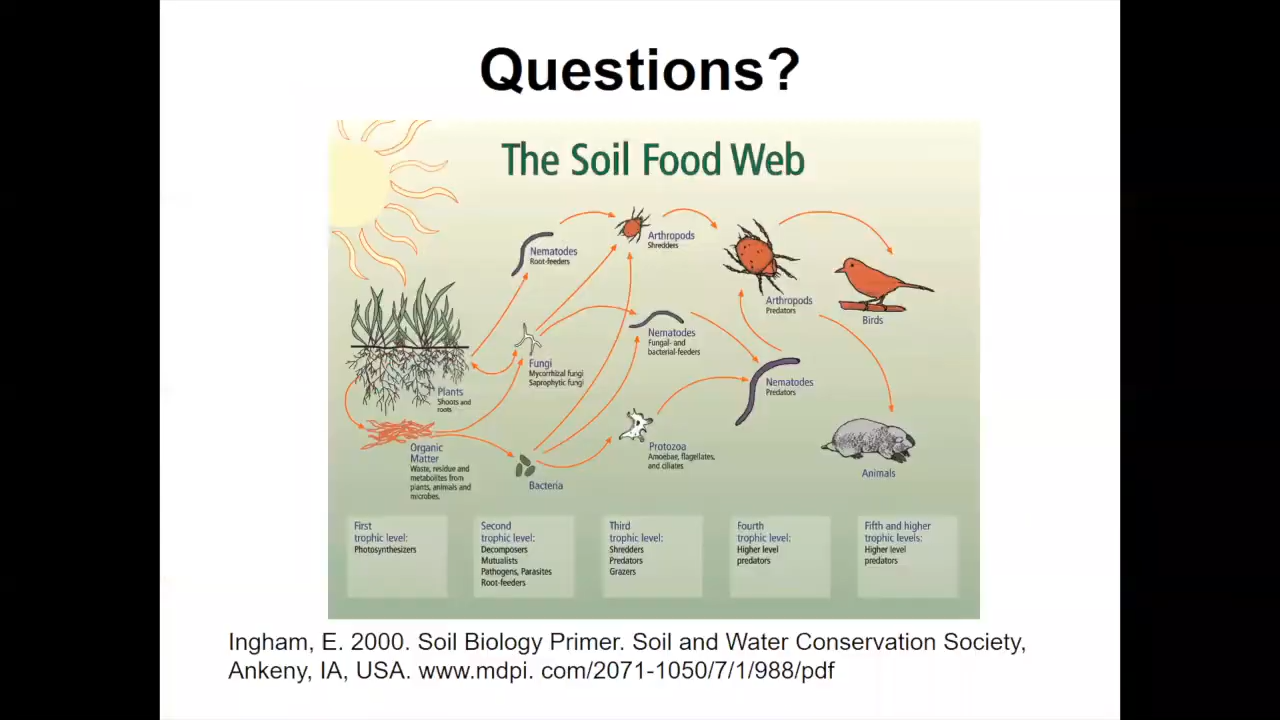 Questions?
The Soil Food Web
Nematodes
Root-feeders
Arthropods
Shredders
Arthropods
Predators
Birds
Nematodes
Fungal- and
bacterial-feeders
Fungi
Mycorrhizal fungi
Saprophytic fungi
Nematodes
Predators
Plants
Shoots and
roots
Organic
Matter
Waste, residue and
metabolites from
plants, animals and
microbes.
Protozoa
Amoebae, flagellates,
and ciliates
Bacteria
Animals
First
trophic level:
Photosynthesizers
Second
trophic level:
Decomposers
Mutualists
Pathogens, Parasites
Root-feeders
Third
trophic level:
Shredders
Predators
Grazers
Fourth
trophic level:
Higher level
predators
Fifth and higher
trophic levels:
Higher level
predators
Ingham, E. 2000. Soil Biology Primer. Soil and Water Conservation Society,
Ankeny, IA, USA. www.mdpi. com/2071-1050/7/1/988/pdf